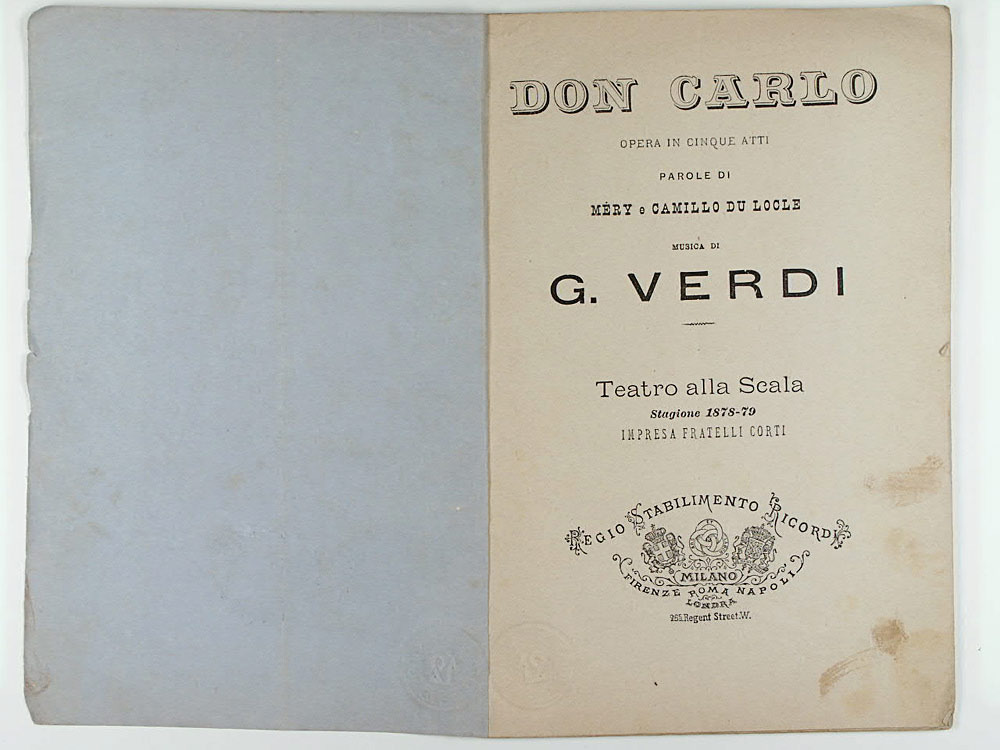 DON CARLO
OPERA IN CINQUE ATTI
PAROLE DI
MÉRY e CAMILLO DU LOCLE
MUSICA DI
G. VERDI
Teatro alla Scala
Stagione 1878-79
IMPRESA FRATELLI CORTI
REGIO STABILIMENTO RICORDI
MILANO
FIRENZE ROMA NAPOLI
LONDRA
265, Regent Street. W.